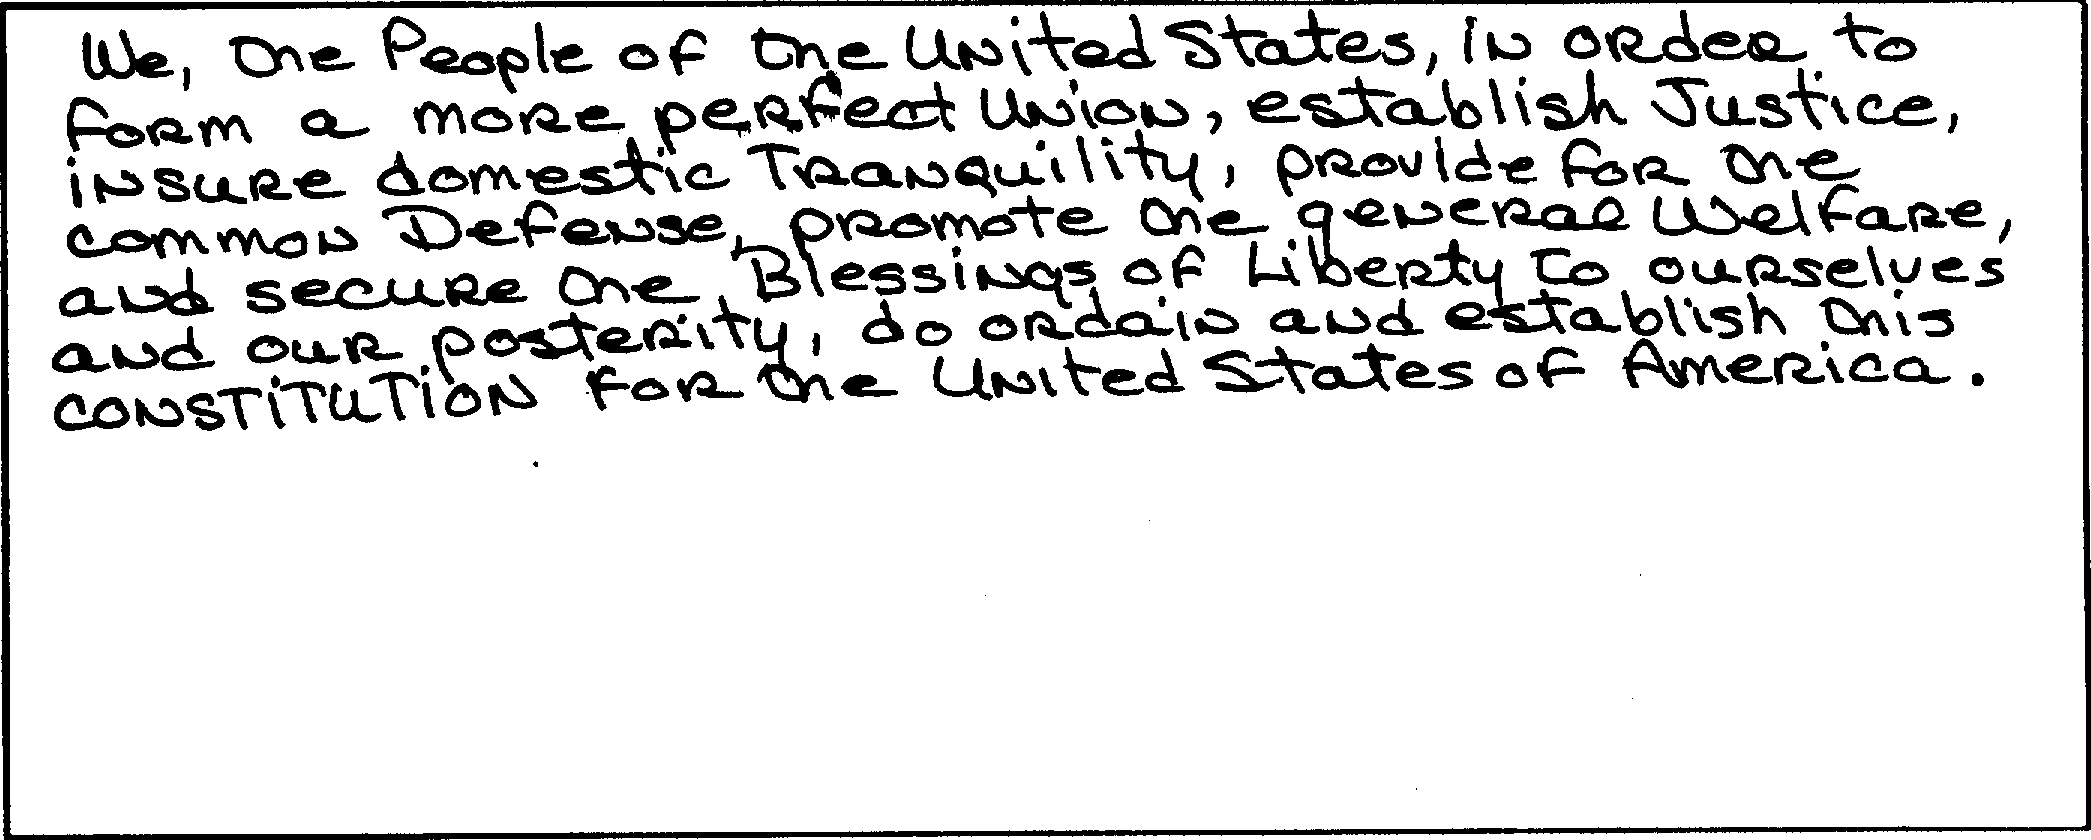 We, the People of the United States, in order to
form a more perfect Union, establish Justice,
insure domestic Tranquility, provide for the
common Defense, promote the general Welfare,
and secure the Blessings of Liberty to ourselves
and our posterity, do ordain and establish this
CONSTITUTION for the United States of America.